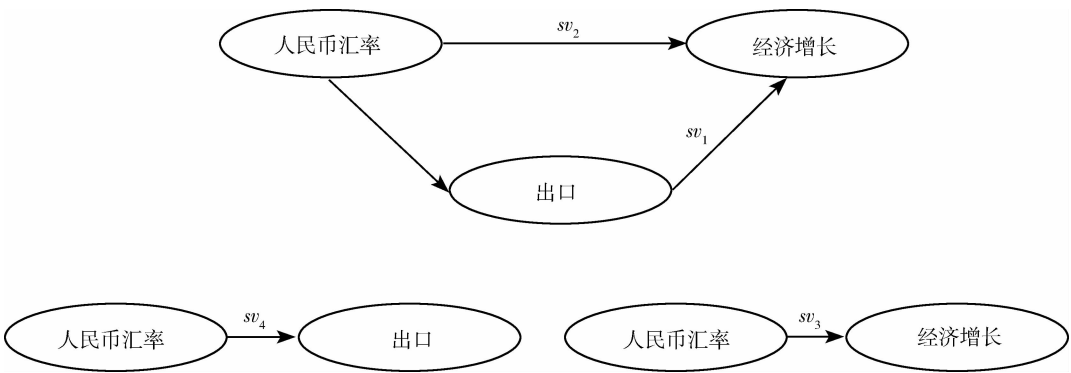 sv₂
人民币汇率
经济增长
sv₁
出口
sv₄
人民币汇率
出口
sv₃
人民币汇率
经济增长